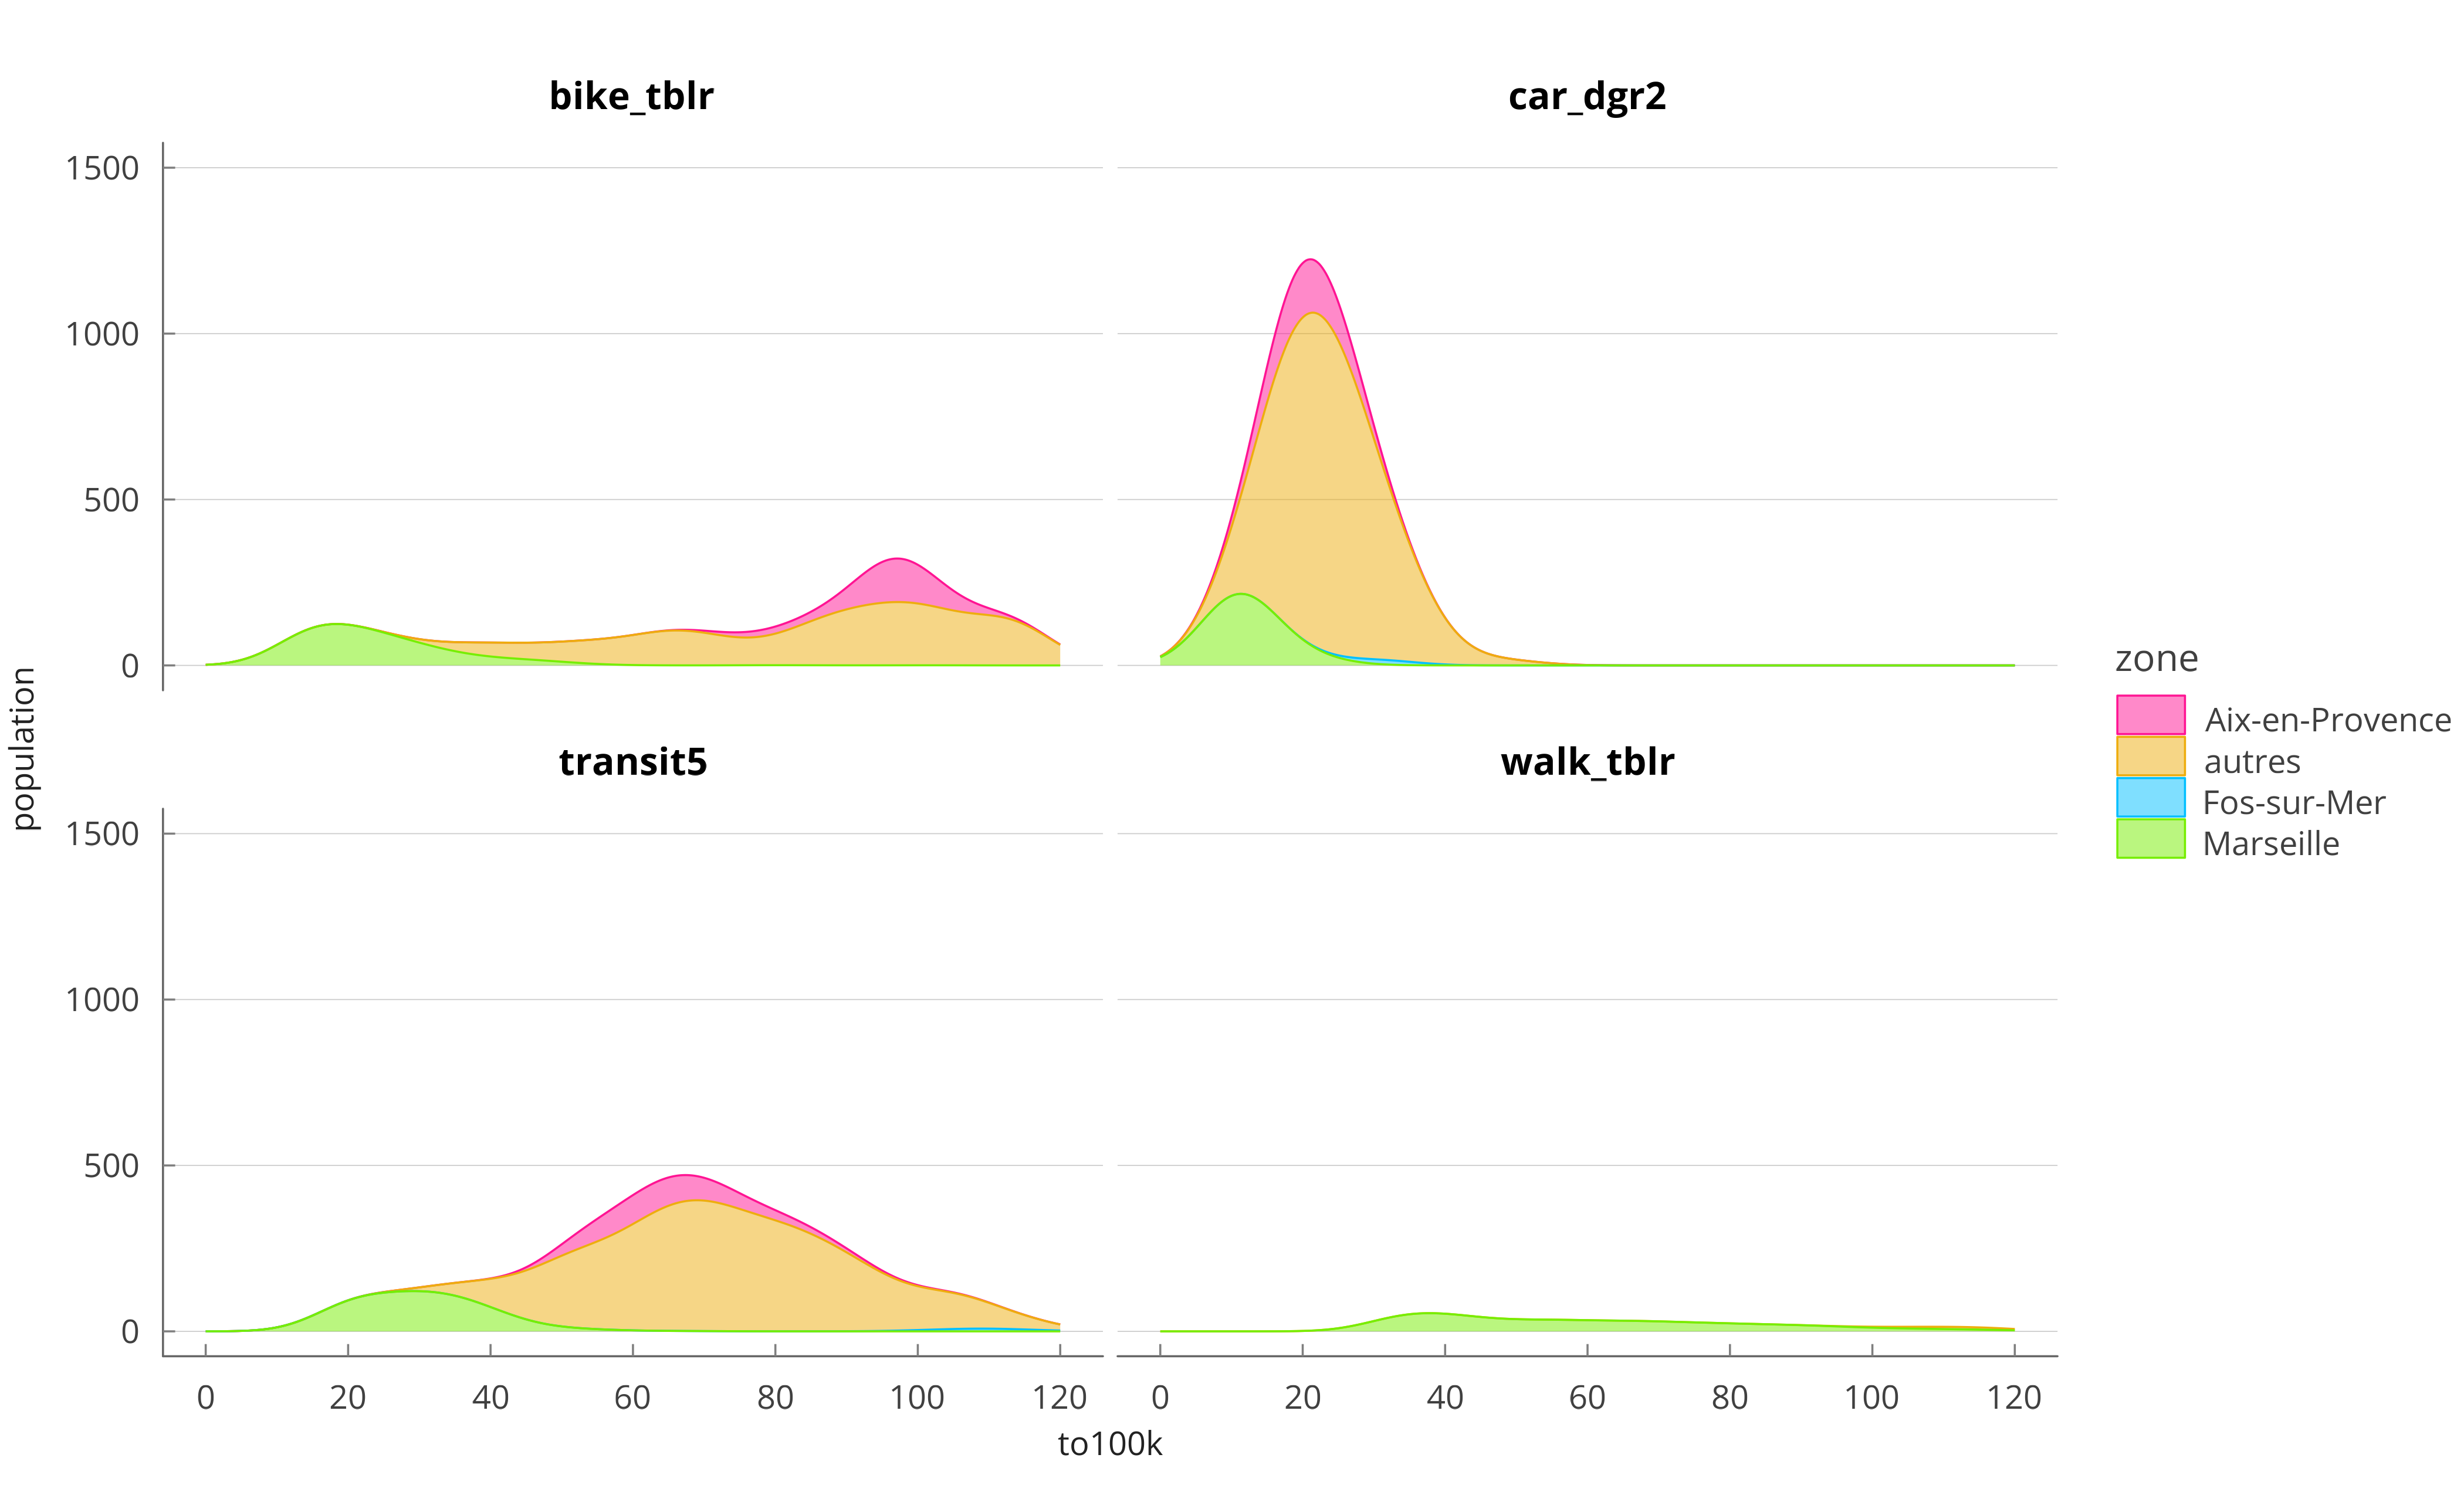 bike_tblr
car_dgr2
1500
1000
500
0
transit5
walk_tblr
1500
1000
500
0
0 20 40 60 80 100 120
0 20 40 60 80 100 120
to100k
population
zone
Aix-en-Provence
autres
Fos-sur-Mer
Marseille